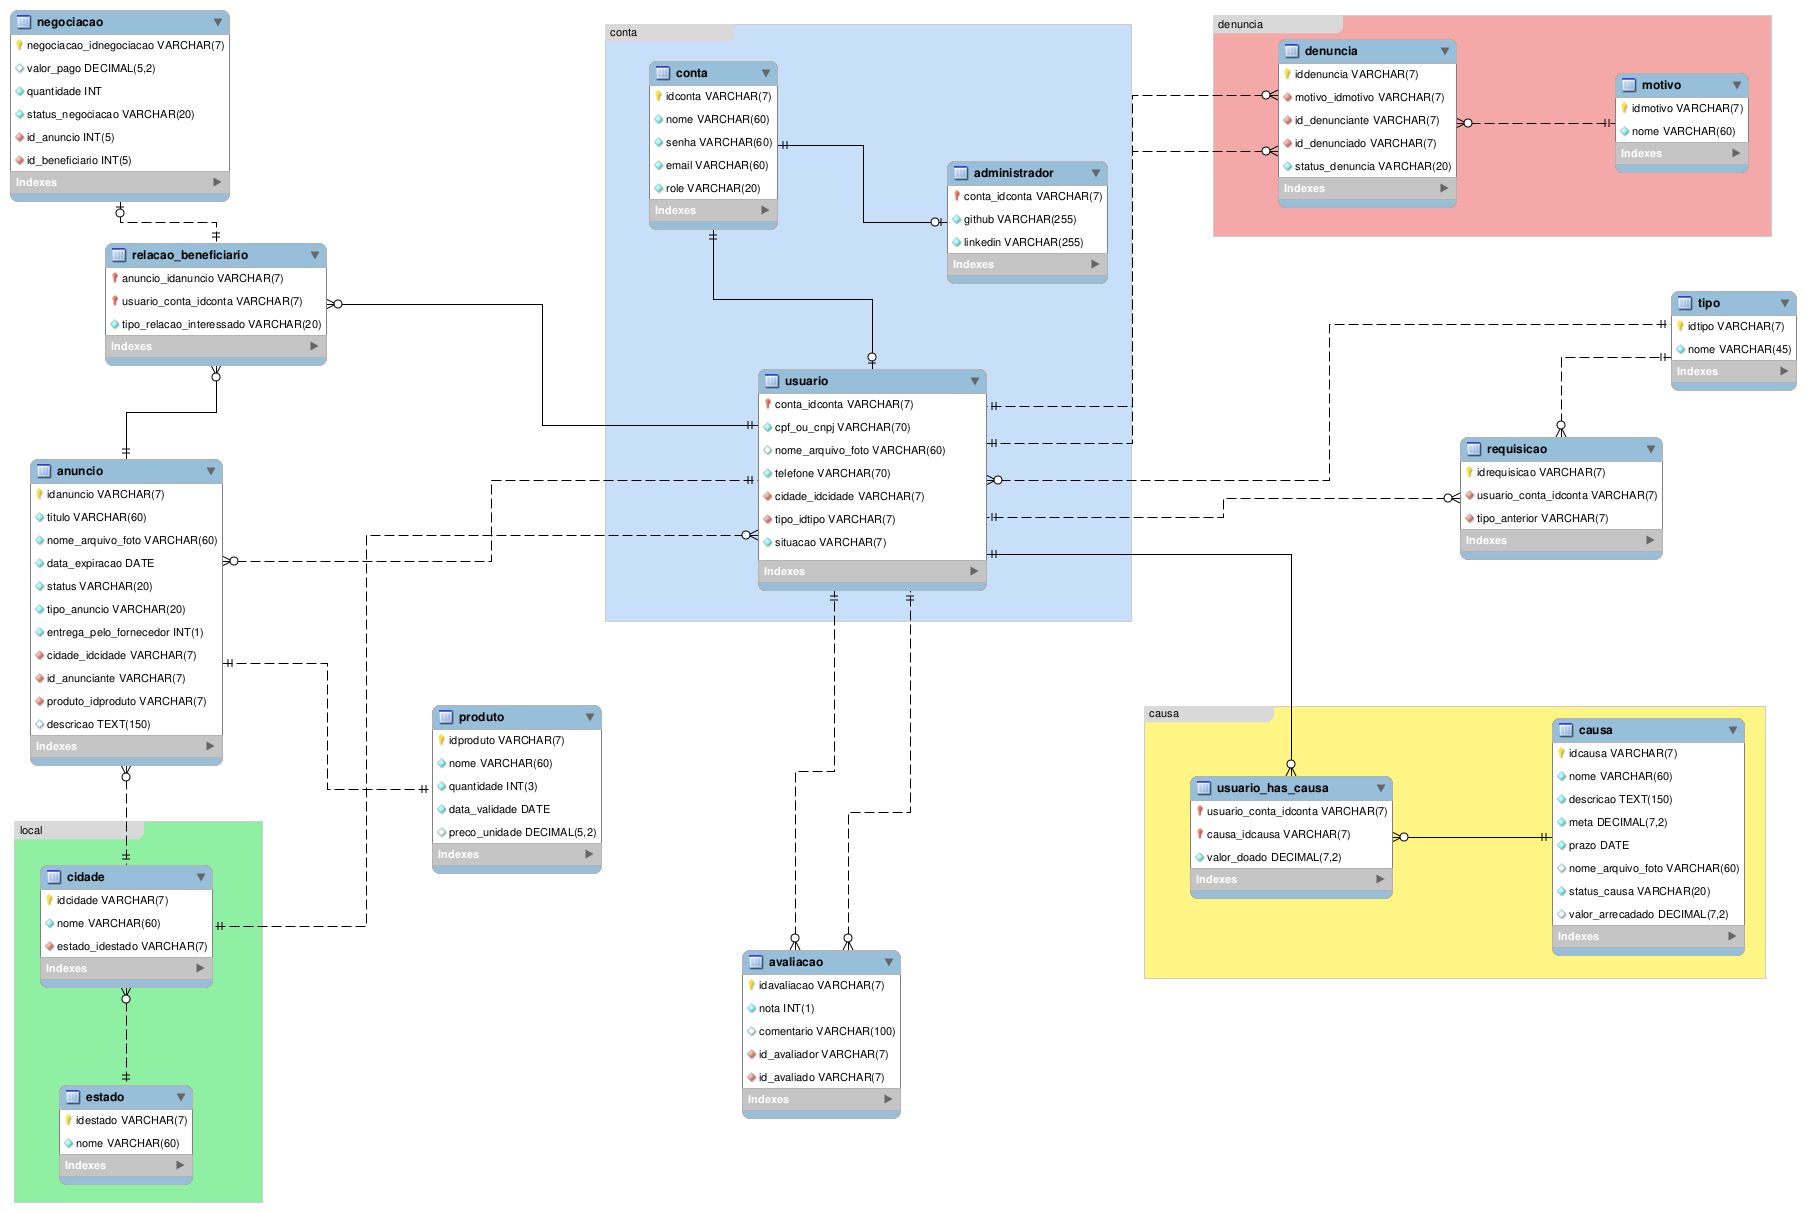 negociacao
negociacao_idnegociacao VARCHAR(7)
valor_pago DECIMAL(5,2)
quantidade INT
status_negociacao VARCHAR(20)
id_anuncio INT(5)
id_beneficiario INT(5)
Indexes
relacao_beneficiario
anuncio_idanuncio VARCHAR(7)
usuario_conta_idconta VARCHAR(7)
tipo_relacao_interessado VARCHAR(20)
Indexes
anuncio
idanuncio VARCHAR(7)
titulo VARCHAR(60)
nome_arquivo_foto VARCHAR(60)
data_expiracao DATE
status VARCHAR(20)
tipo_anuncio VARCHAR(20)
entrega_pelo_fornecedor INT(1)
cidade_idcidade VARCHAR(7)
id_anunciante VARCHAR(7)
produto_idproduto VARCHAR(7)
descricao TEXT(150)
Indexes
local
cidade
idcidade VARCHAR(7)
nome VARCHAR(60)
estado_idestado VARCHAR(7)
Indexes
estado
idestado VARCHAR(7)
nome VARCHAR(60)
Indexes
produto
idproduto VARCHAR(7)
nome VARCHAR(60)
quantidade INT(3)
data_validade DATE
preco_unidade DECIMAL(5,2)
Indexes
conta
conta
idconta VARCHAR(7)
nome VARCHAR(60)
senha VARCHAR(60)
email VARCHAR(60)
role VARCHAR(20)
Indexes
administrador
conta_idconta VARCHAR(7)
github VARCHAR(255)
linkedin VARCHAR(255)
Indexes
usuario
conta_idconta VARCHAR(7)
cpf_ou_cnpj VARCHAR(70)
nome_arquivo_foto VARCHAR(60)
telefone VARCHAR(70)
cidade_idcidade VARCHAR(7)
tipo_idtipo VARCHAR(7)
situacao VARCHAR(7)
Indexes
avaliacao
idavaliacao VARCHAR(7)
nota INT(1)
comentario VARCHAR(100)
id_avaliador VARCHAR(7)
id_avaliado VARCHAR(7)
Indexes
denuncia
denuncia
iddenuncia VARCHAR(7)
motivo_idmotivo VARCHAR(7)
id_denunciante VARCHAR(7)
id_denunciado VARCHAR(7)
status_denuncia VARCHAR(20)
Indexes
motivo
idmotivo VARCHAR(7)
nome VARCHAR(60)
Indexes
tipo
idtipo VARCHAR(7)
nome VARCHAR(45)
Indexes
requisicao
idrequisicao VARCHAR(7)
usuario_conta_idconta VARCHAR(7)
tipo_anterior VARCHAR(7)
Indexes
causa
usuario_has_causa
usuario_conta_idconta VARCHAR(7)
causa_idcausa VARCHAR(7)
valor_doado DECIMAL(7,2)
Indexes
causa
idcausa VARCHAR(7)
nome VARCHAR(60)
descricao TEXT(150)
meta DECIMAL(7,2)
prazo DATE
nome_arquivo_foto VARCHAR(60)
status_causa VARCHAR(20)
valor_arrecadado DECIMAL(7,2)
Indexes